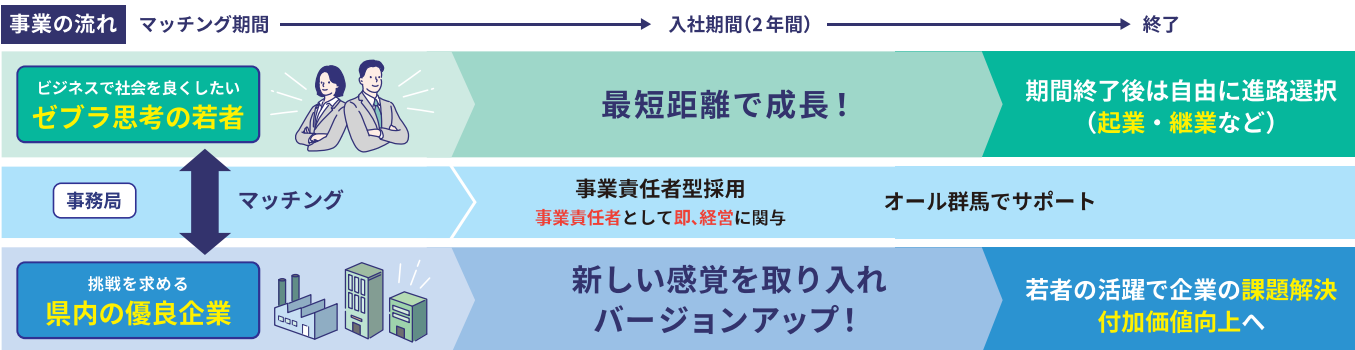 事業の流れ
マッチング期間
入社期間(2年間)
終了
ビジネスで社会を良くしたい
ゼブラ思考の若者
最短距離で成長！
期間終了後は自由に進路選択
（起業・継業など）
事務局
マッチング
事業責任者型採用
事業責任者として即、経営に関与
オール群馬でサポート
挑戦を求める
県内の優良企業
新しい感覚を取り入れ
バージョンアップ！
若者の活躍で企業の課題解決
付加価値向上へ